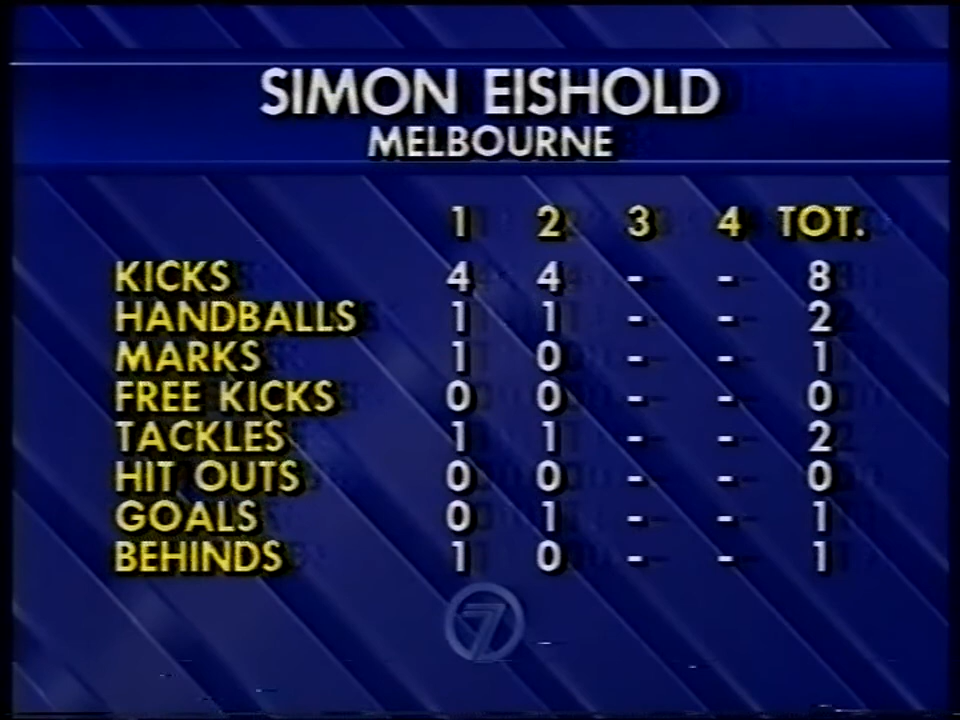 SIMON EISHOLD
MELBOURNE
1 2 3 4 TOT.
KICKS 4 4 - - 8
HANDBALLS 1 1 - - 2
MARKS 1 0 - - 1
FREE KICKS 0 0 - - 0
TACKLES 1 1 - - 2
HIT OUTS 0 0 - - 0
GOALS 0 1 - - 1
BEHINDS 1 0 - - 1
7